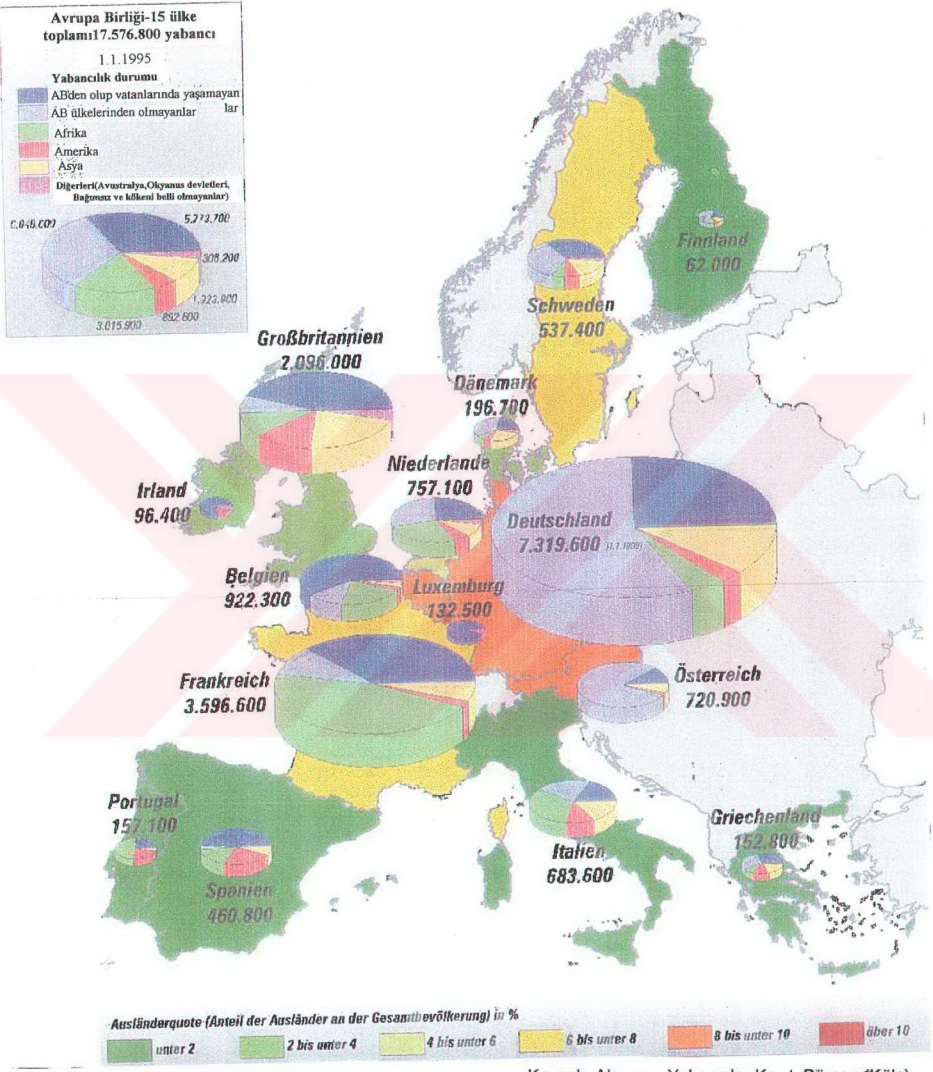 Avrupa Birliği-15 ülke
toplamı17.576.800 yabancı
1.1.1995
Yabancılık durumu
AB'den olup vatanlarında yaşamayan
lar
AB ülkelerinden olmayanlar
Afrika
Amerika
Asya
Diğerleri(Avustralya,Okyanus devletleri,
Bağımsız ve kökeni belli olmayanlar)
5.273.700
308.200
3.015.900
Finnland
62.000
Schweden
537.400
Großbritannien
2.096.000
Dänemark
196.700
Niederlande
757.100
Irland
96.400
Deutschland
7.319.600
Belgien
922.300
Luxemburg
132.500
Frankreich
3.596.600
Österreich
720.900
Portugal
157.100
Spanien
460.800
Italien
683.600
Griechenland
152.800
Ausländerquote (Anteil der Ausländer an der Gesamtbevölkerung) in %
unter 2
2 bis unter 4
4 bis unter 6
6 bis unter 8
8 bis unter 10
über 10